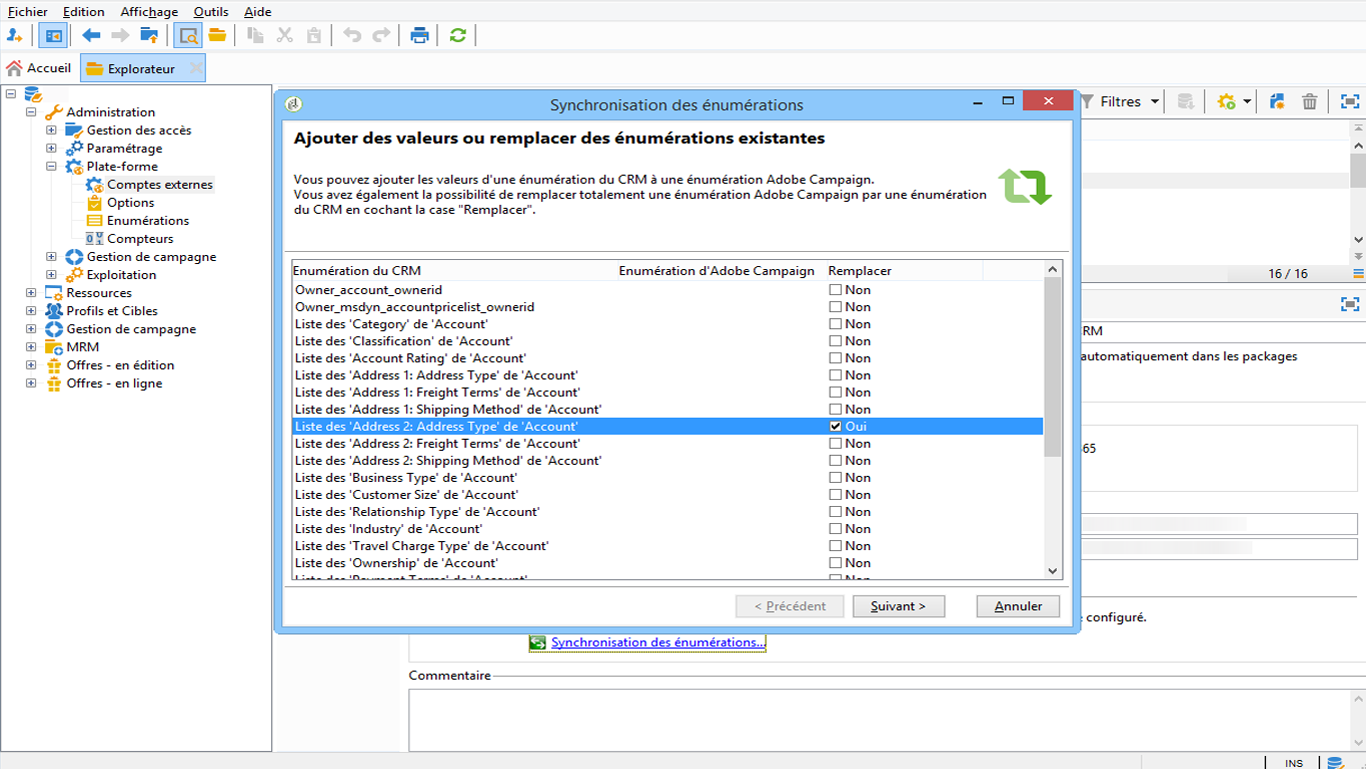 Fichier Edition Affichage Outils Aide
Accueil Explorateur
Administration
Gestion des accès
Paramétrage
Plate-forme
Comptes externes
Options
Enumérations
Compteurs
Gestion de campagne
Exploitation
Ressources
Profils et Cibles
Gestion de campagne
MRM
Offres - en édition
Offres - en ligne
Synchronisation des énumérations
Ajouter des valeurs ou remplacer des énumérations existantes
Vous pouvez ajouter les valeurs d'une énumération du CRM à une énumération Adobe Campaign.
Vous avez également la possibilité de remplacer totalement une énumération Adobe Campaign par une énumération
du CRM en cochant la case "Remplacer".
Enumération du CRM Enumération d'Adobe Campaign Remplacer
Owner_account_ownerid Non
Owner_msdyn_accountpricelist_ownerid Non
Liste des 'Category' de 'Account' Non
Liste des 'Classification' de 'Account' Non
Liste des 'Account Rating' de 'Account' Non
Liste des 'Address 1: Address Type' de 'Account' Non
Liste des 'Address 1: Freight Terms' de 'Account' Non
Liste des 'Address 1: Shipping Method' de 'Account' Non
Liste des 'Address 2: Address Type' de 'Account' Oui
Liste des 'Address 2: Freight Terms' de 'Account' Non
Liste des 'Address 2: Shipping Method' de 'Account' Non
Liste des 'Business Type' de 'Account' Non
Liste des 'Customer Size' de 'Account' Non
Liste des 'Relationship Type' de 'Account' Non
Liste des 'Industry' de 'Account' Non
Liste des 'Travel Charge Type' de 'Account' Non
Liste des 'Ownership' de 'Account' Non
Liste des 'Payment Terms' de 'Account' Non
< Précédent Suivant > Annuler
Filtres
16 / 16
CRM
automatiquement dans les packages
65
configuré.
Synchronisation des énumérations...
Commentaire
INS